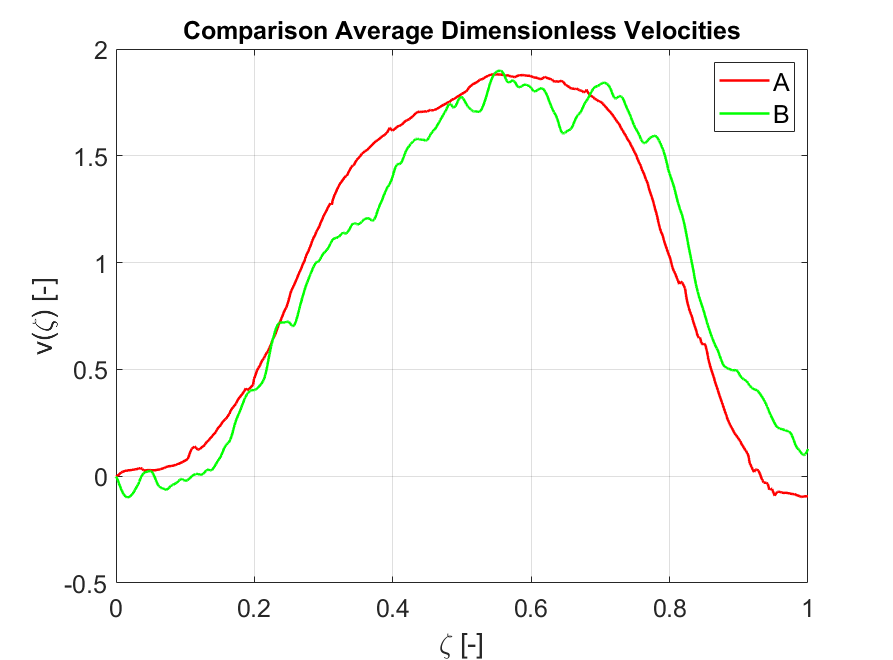 Comparison Average Dimensionless Velocities
A
B
2
1.5
1
0.5
0
-0.5
v(ζ) [-]
0 0.2 0.4 0.6 0.8 1
ζ [-]